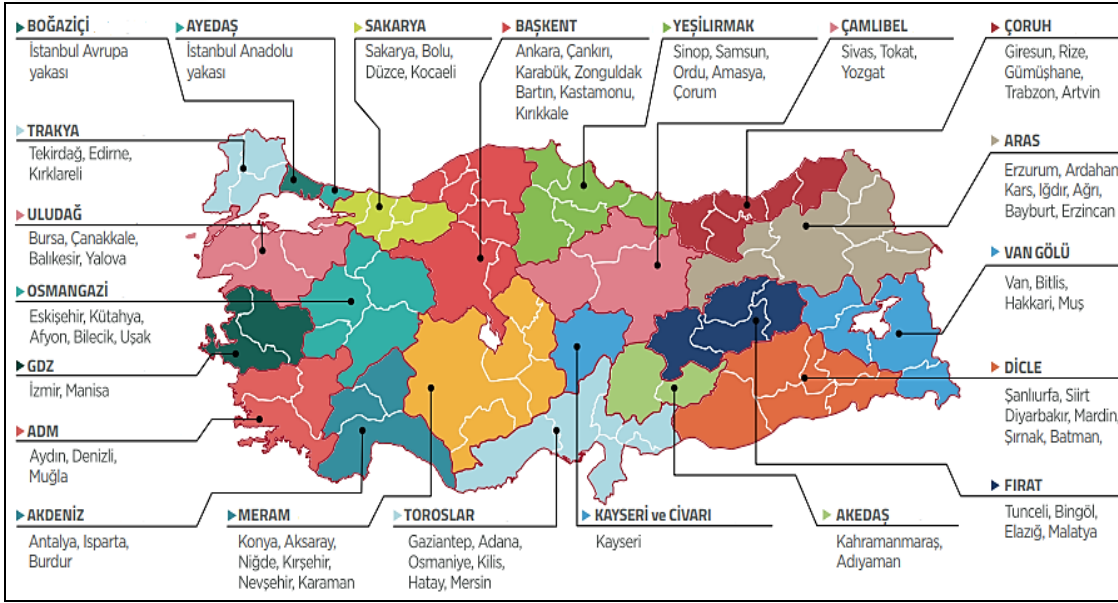 BOĞAZİÇİ
İstanbul Avrupa
yakası
AYEDAŞ
İstanbul Anadolu
yakası
SAKARYA
Sakarya, Bolu,
Düzce, Kocaeli
BAŞKENT
Ankara, Çankırı,
Karabük, Zonguldak
Bartın, Kastamonu,
Kırıkkale
YEŞİLIRMAK
Sinop, Samsun,
Ordu, Amasya,
Çorum
ÇAMLIBEL
Sivas, Tokat,
Yozgat
ÇORUH
Giresun, Rize,
Gümüşhane,
Trabzon, Artvin
TRAKYA
Tekirdağ, Edirne,
Kırklareli
ARAS
Erzurum, Ardahan
Kars, Iğdır, Ağrı,
Bayburt, Erzincan
ULUDAĞ
Bursa, Çanakkale,
Balıkesir, Yalova
VAN GÖLÜ
Van, Bitlis,
Hakkari, Muş
OSMANGAZİ
Eskişehir, Kütahya,
Afyon, Bilecik, Uşak
GDZ
İzmir, Manisa
DİCLE
Şanlıurfa, Siirt
Diyarbakır, Mardin,
Şırnak, Batman,
ADM
Aydın, Denizli,
Muğla
FIRAT
Tunceli, Bingöl,
Elazığ, Malatya
AKDENİZ
Antalya, Isparta,
Burdur
MERAM
Konya, Aksaray,
Niğde, Kırşehir,
Nevşehir, Karaman
TOROSLAR
Gaziantep, Adana,
Osmaniye, Kilis,
Hatay, Mersin
KAYSERİ ve CİVARI
Kayseri
AKEDAŞ
Kahramanmaraş,
Adıyaman